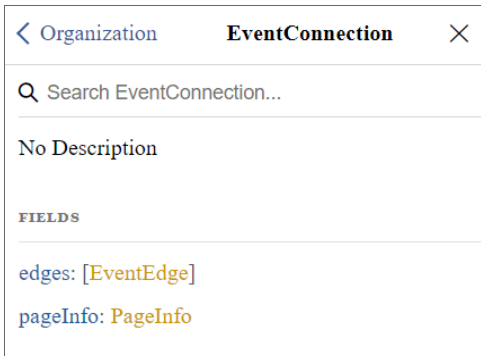 Organization EventConnection
Search EventConnection...
No Description
FIELDS
edges: [EventEdge]
pageInfo: PageInfo